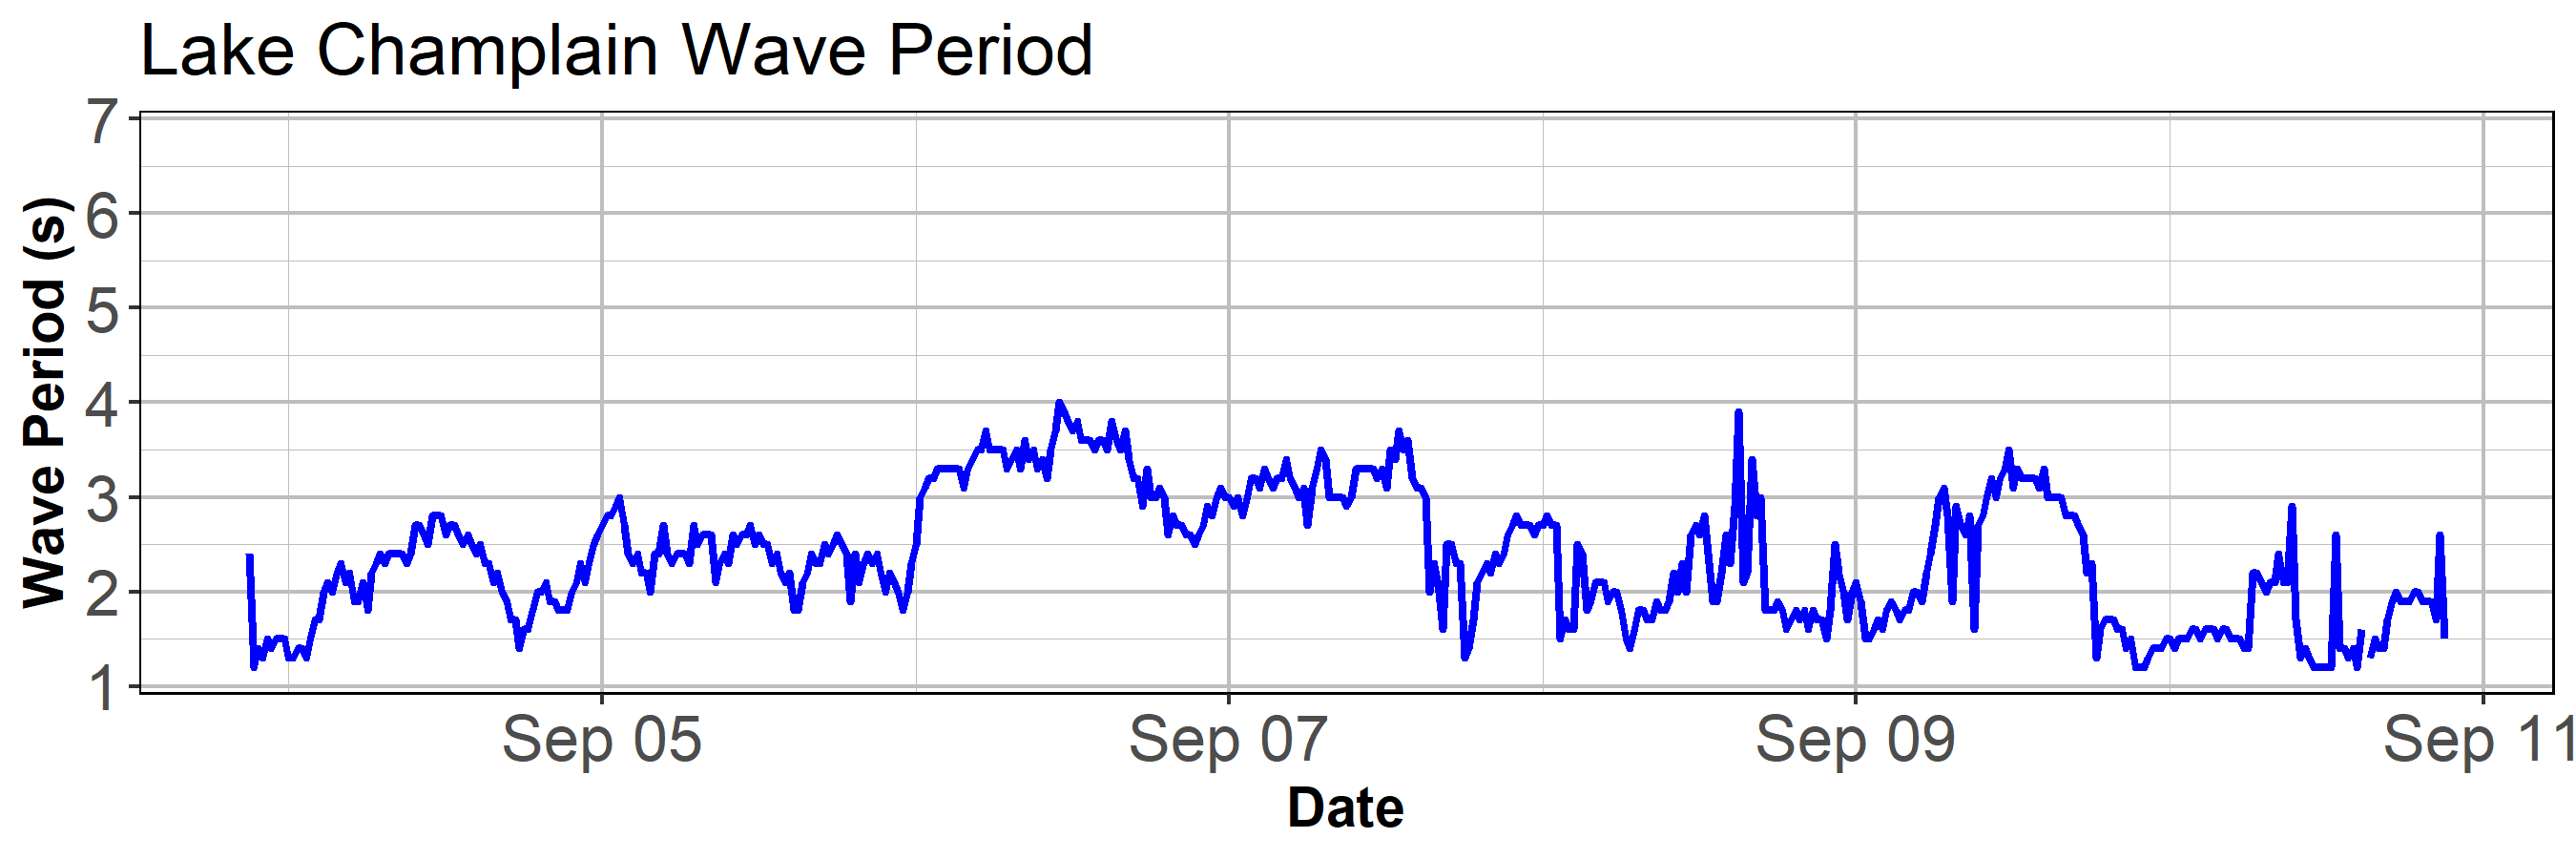 Lake Champlain Wave Period
Wave Period (s)
7
6
5
4
3
2
1
Sep 05
Sep 07
Sep 09
Sep 11
Date